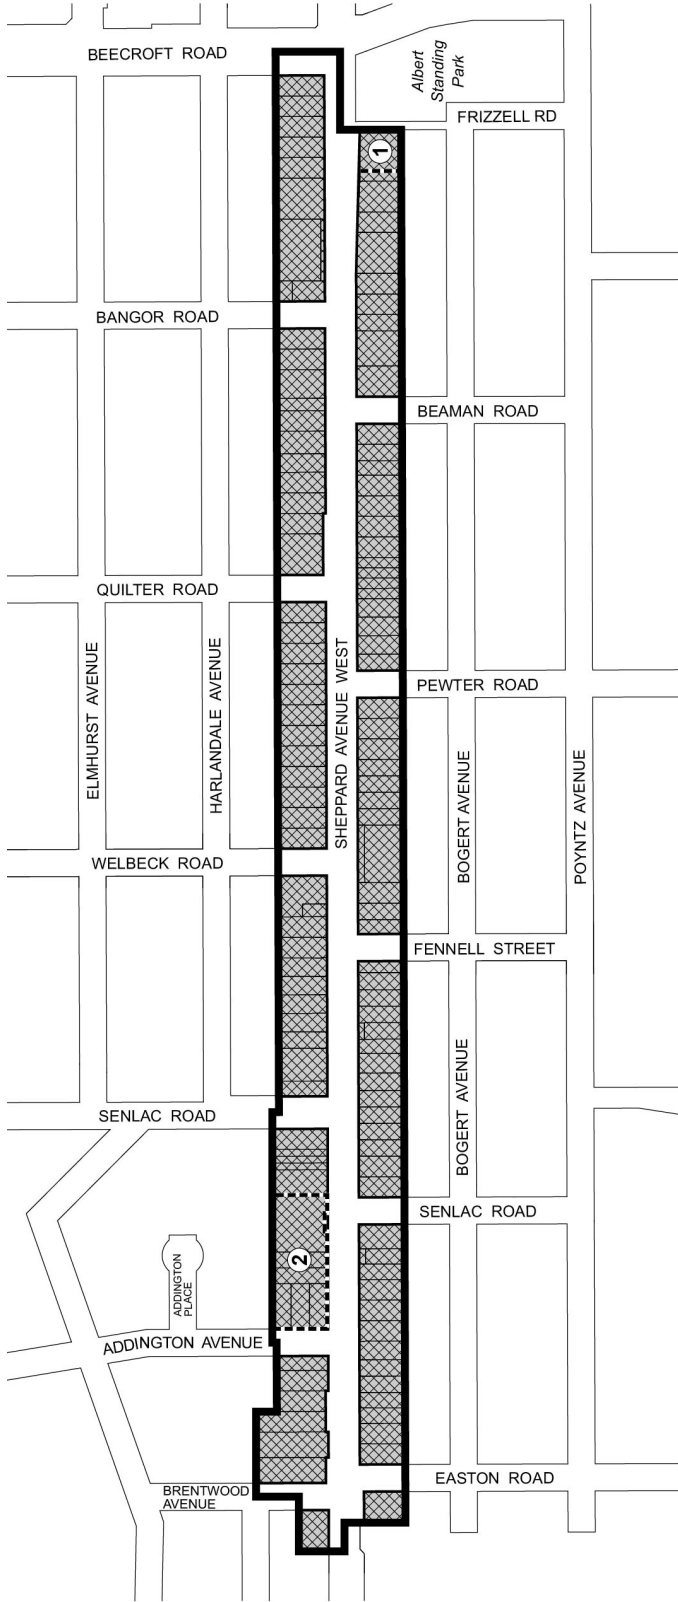 BEECROFT ROAD
Albert
Standing
Park
FRIZZELL RD
1
BANGOR ROAD
BEAMAN ROAD
QUILTER ROAD
ELMHURST AVENUE
HARLANDALE AVENUE
SHEPPARD AVENUE WEST
PEWTER ROAD
BOGERT AVENUE
POYNTZ AVENUE
WELBECK ROAD
FENNELL STREET
SENLAC ROAD
BOGERT AVENUE
SENLAC ROAD
2
ADDINGTON
PLACE
ADDINGTON AVENUE
EASTON ROAD
BRENTWOOD
AVENUE